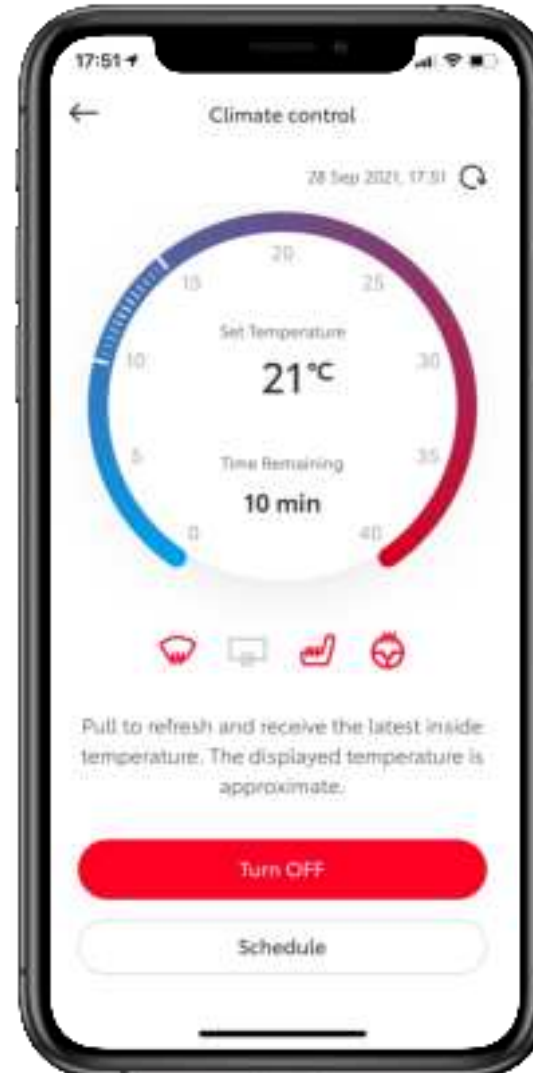 17:51
Climate control
28 Sep 2021, 17:51
20
15
25
Set Temperature
10
30
21°C
5
Time Remaining
35
10 min
0
40
Pull to refresh and receive the latest inside
temperature. The displayed temperature is
approximate.
Turn OFF
Schedule